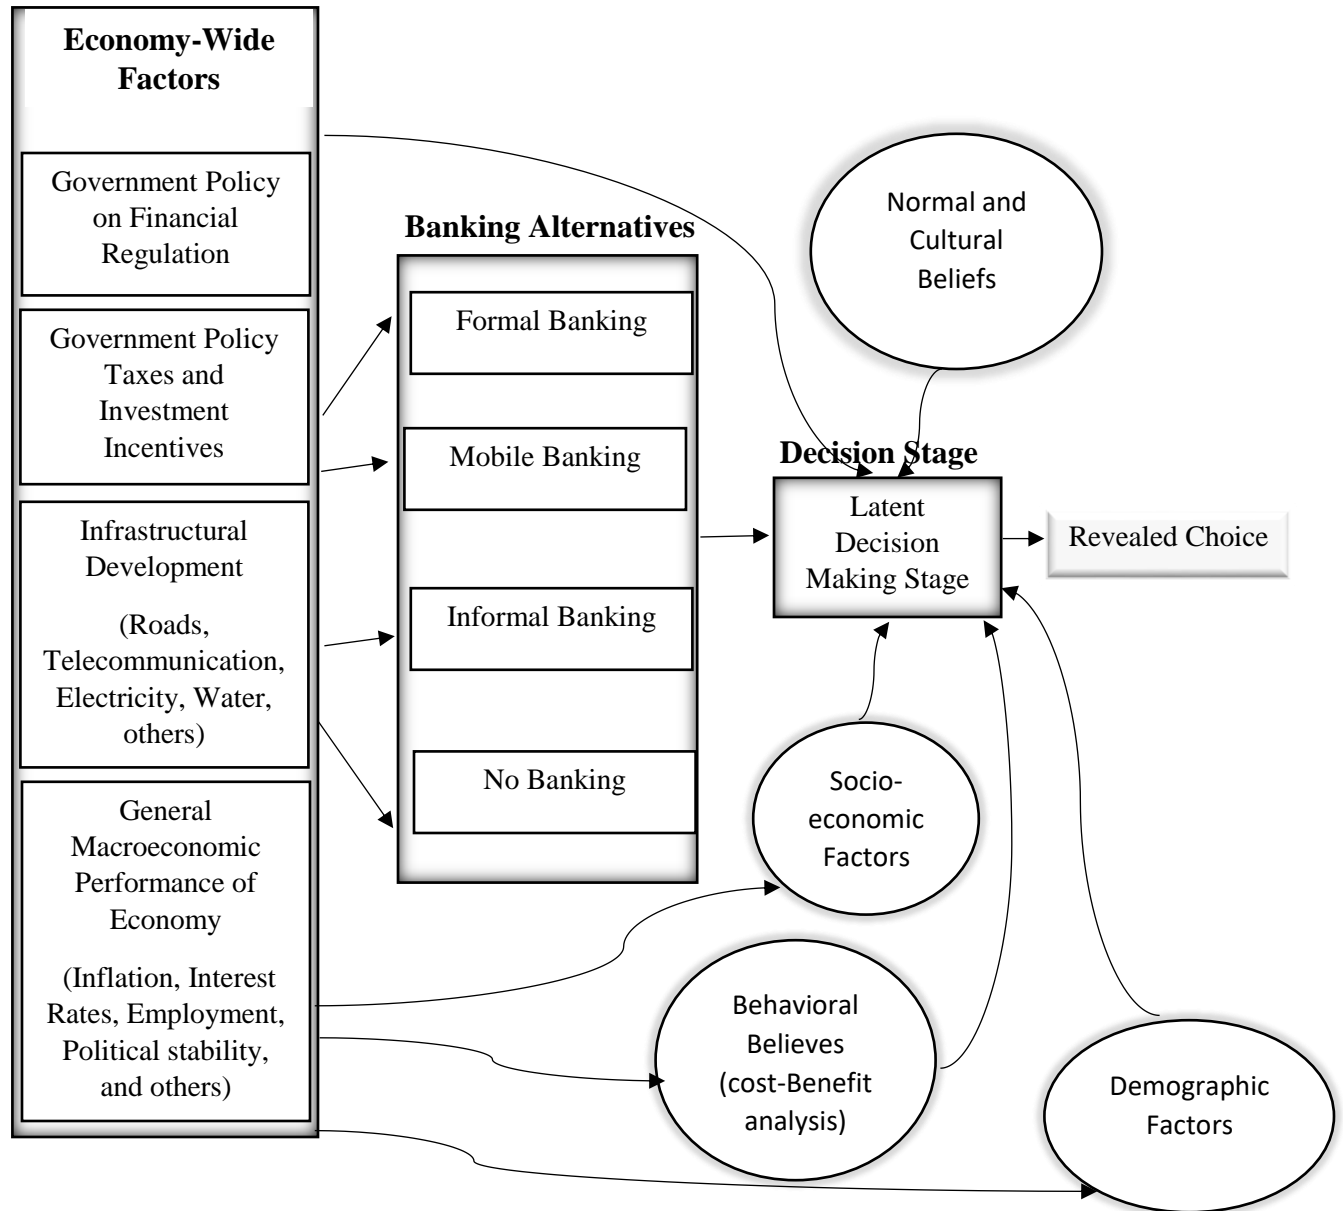 Economy-Wide
Factors
Government Policy
on Financial
Regulation
Government Policy
Taxes and
Investment
Incentives
Infrastructural
Development
(Roads,
Telecommunication,
Electricity, Water,
others)
General
Macroeconomic
Performance of
Economy
(Inflation, Interest
Rates, Employment,
Political stability,
and others)
Banking Alternatives
Formal Banking
Mobile Banking
Informal Banking
No Banking
Normal and
Cultural
Beliefs
Decision Stage
Latent
Decision
Making Stage
Revealed Choice
Socio-
economic
Factors
Behavioral
Believes
(cost-Benefit
analysis)
Demographic
Factors